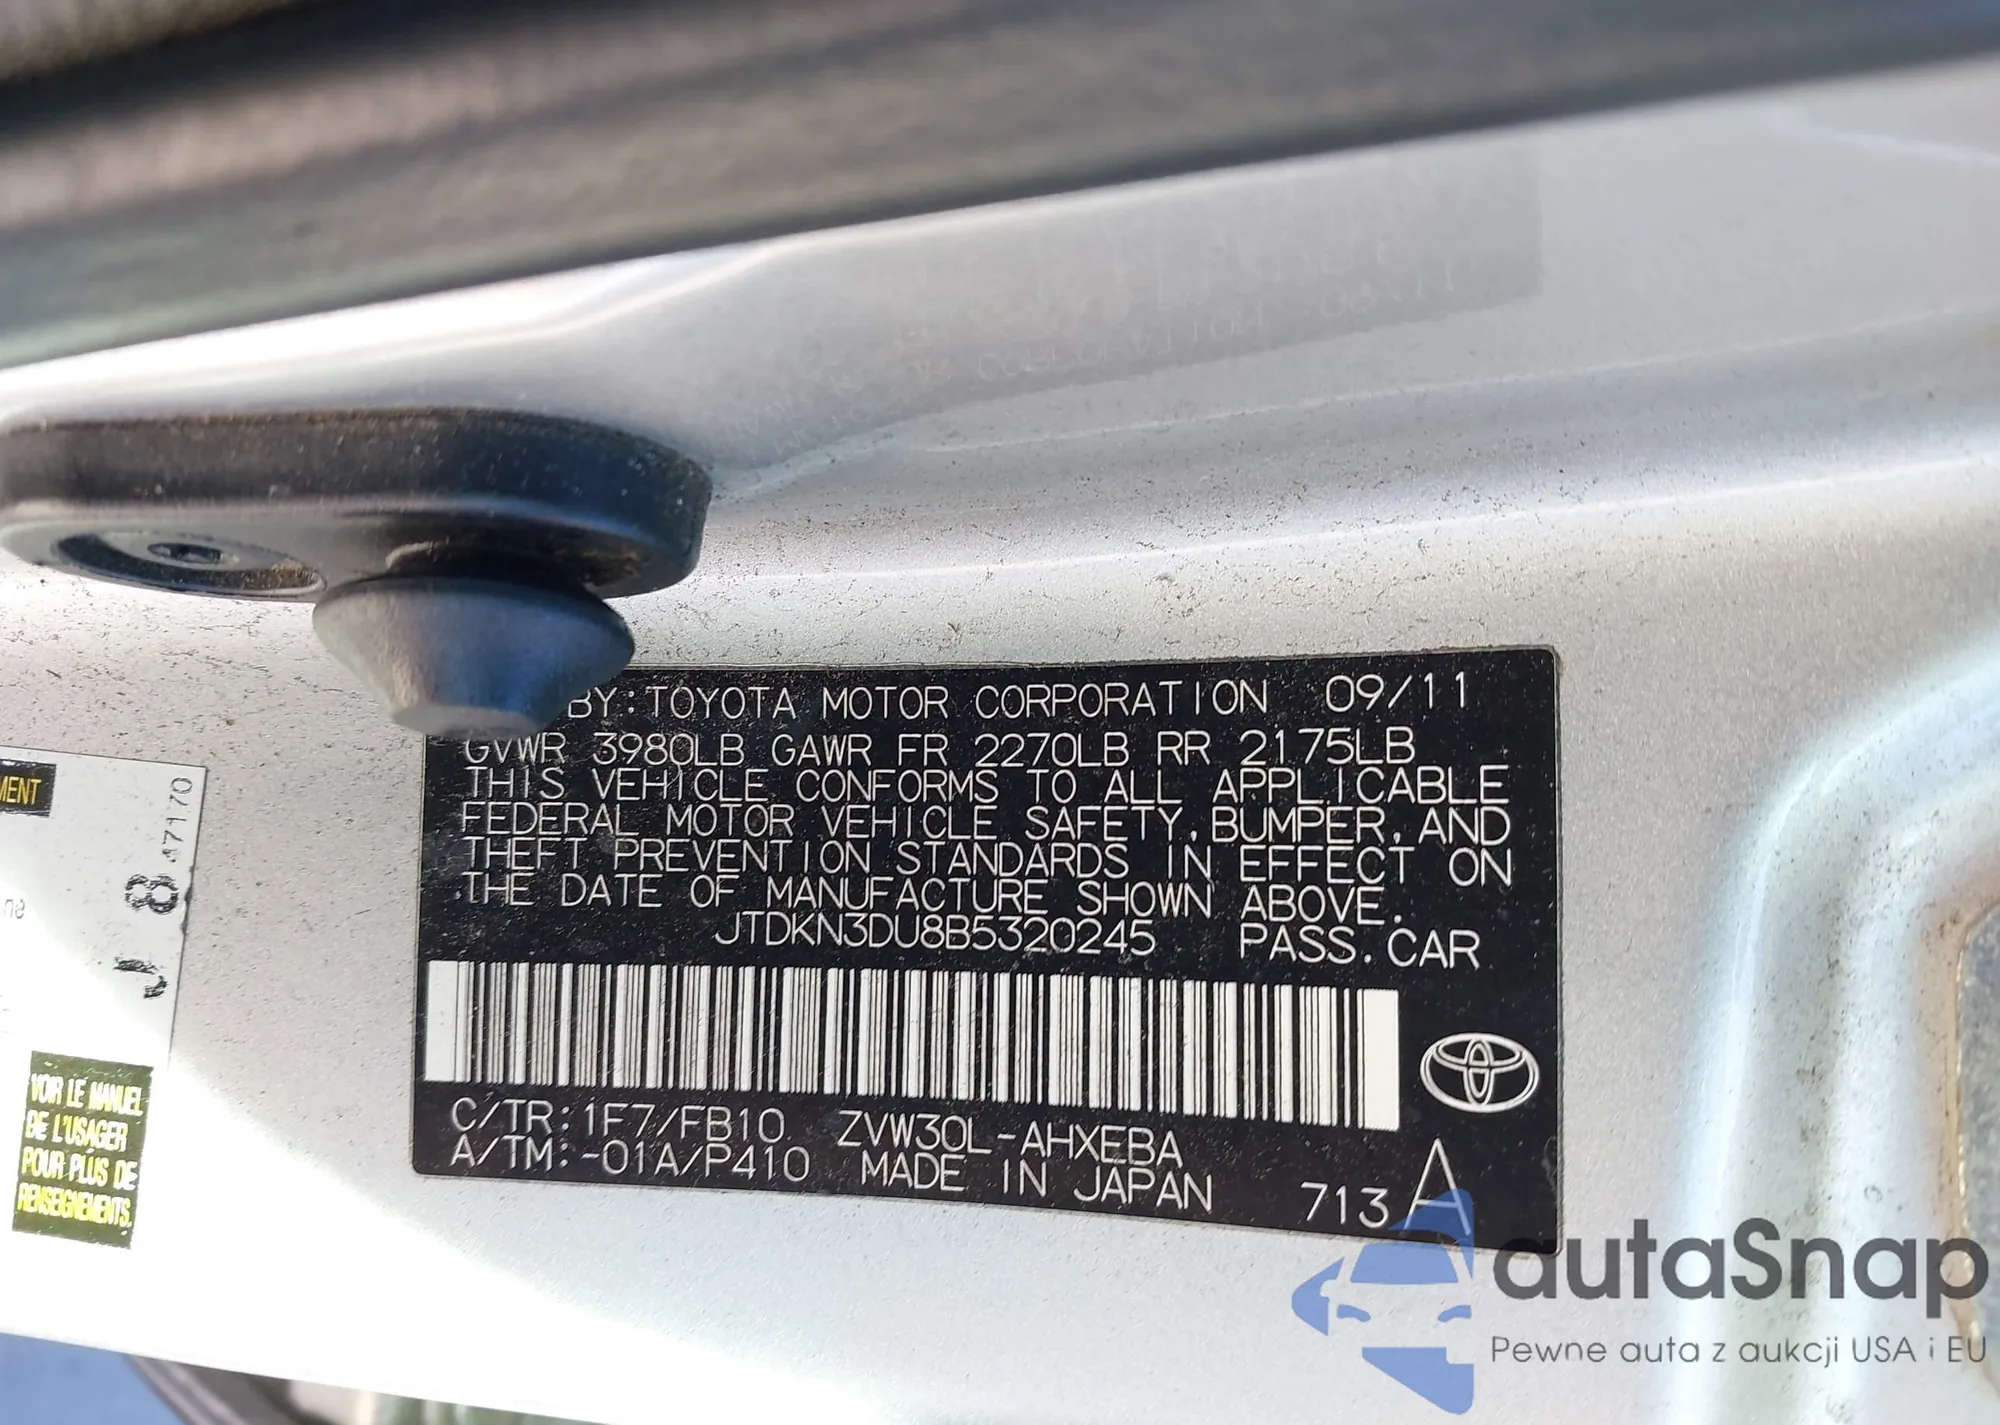 BY:TOYOTA MOTOR CORPORATION 09/11
GVWR 3980LB GAWR FR 2270LB RR 2175LB
THIS VEHICLE CONFORMS TO ALL APPLICABLE
FEDERAL MOTOR VEHICLE SAFETY, BUMPER, AND
THEFT PREVENTION STANDARDS IN EFFECT ON
THE DATE OF MANUFACTURE SHOWN ABOVE.
JTDKN3DU8B5320245 PASS.CAR
C/TR:1F7/FB10 ZVW30L-AHXEBA
A/TM:-01A/P410 MADE IN JAPAN
713 A
J 8 47170
VOIR LE MANUEL
DE L'USAGER
POUR PLUS DE
RENSEIGNEMENTS.
autaSnap
Pewne auta z aukcji USA i EU